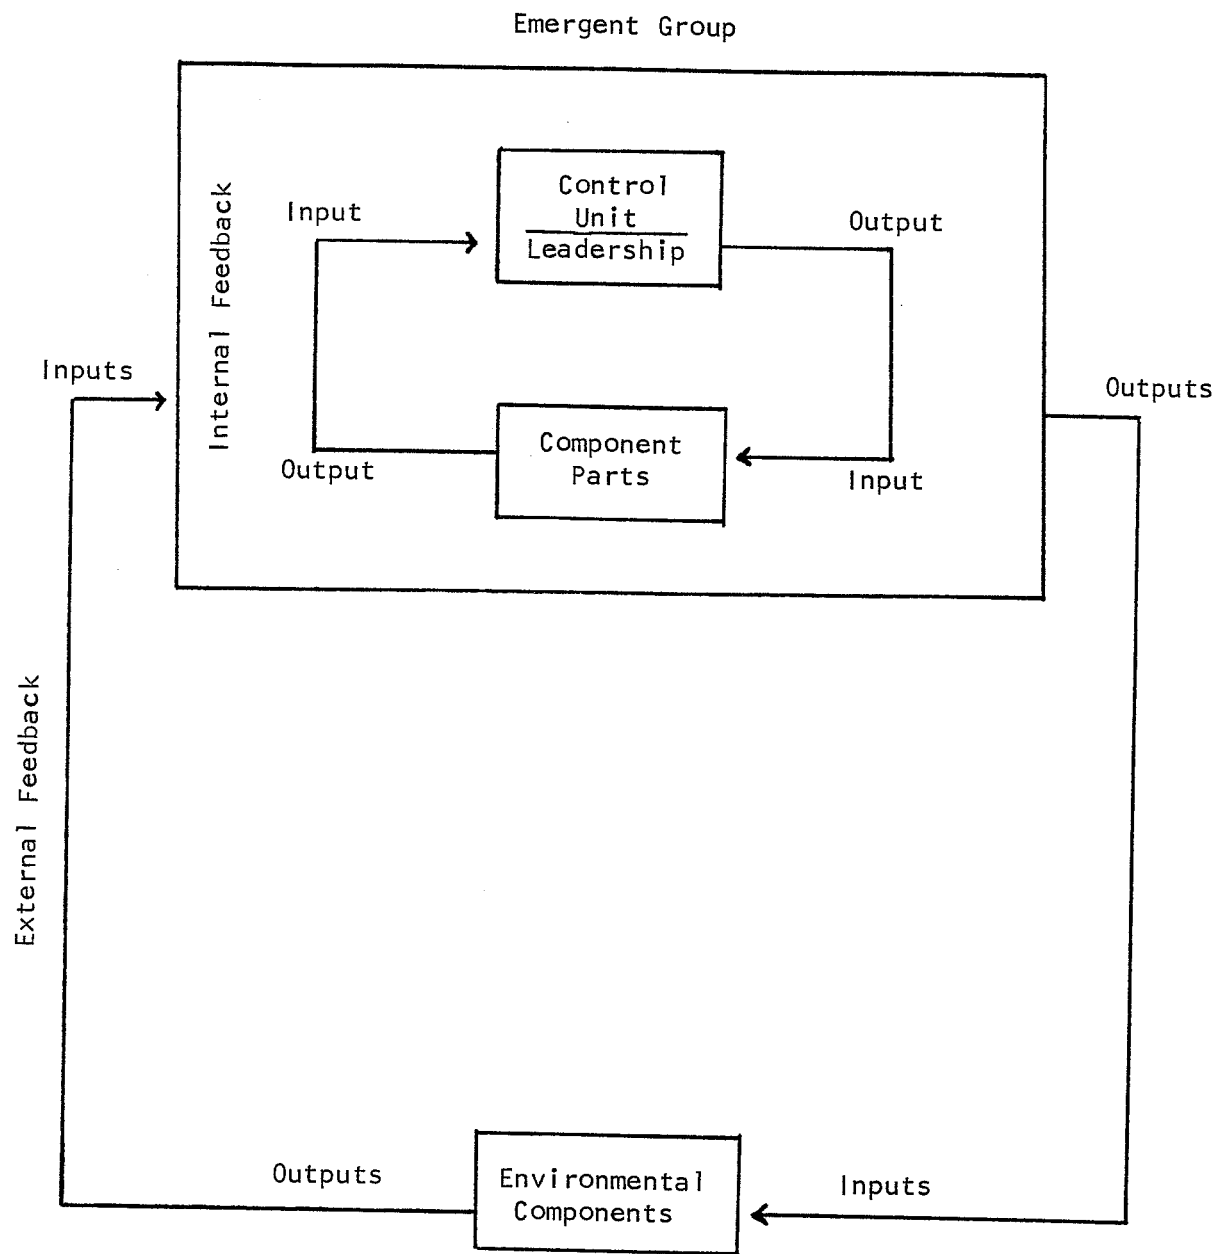 Emergent Group
Control
Unit
Leadership
Input
Output
Internal Feedback
Inputs
Outputs
Component
Parts
Output
Input
External Feedback
Outputs
Environmental
Components
Inputs